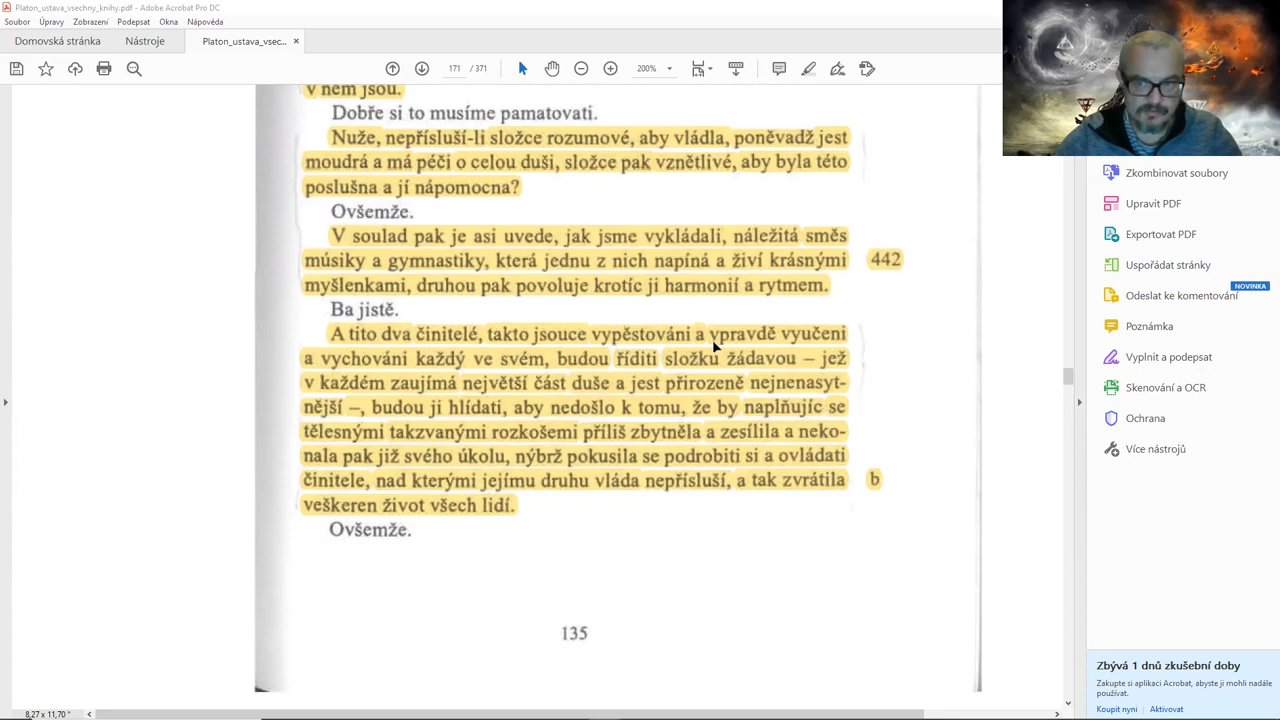 Platon_ustava_vsechny_knihy.pdf - Adobe Acrobat Pro DC
Soubor Úpravy Zobrazení Podepsat Okna Nápověda
Domovská stránka Nástroje Platon_ustava_vsec... ×
171 / 371 200%
v něm jsou.
Dobře si to musíme pamatovati.
Nuže, nepřísluší-li složce rozumové, aby vládla, poněvadž jest
moudrá a má péči o celou duši, složce pak vznětlivé, aby byla této
poslušna a jí nápomocna?
Ovšemže.
V soulad pak je asi uvede, jak jsme vykládali, náležitá směs
músiky a gymnastiky, která jednu z nich napíná a živí krásnými 442
myšlenkami, druhou pak povoluje krotíc ji harmonií a rytmem.
Ba jistě.
A tito dva činitelé, takto jsouce vypěstováni a vpravdě vyučeni
a vychováni každý ve svém, budou říditi složku žádavou – jež
v každém zaujímá největší část duše a jest přirozeně nejnenasyt-
nější –, budou ji hlídati, aby nedošlo k tomu, že by naplňujíc se
tělesnými takzvanými rozkošemi příliš zbytněla a zesílila a neko-
nala pak již svého úkolu, nýbrž pokusila se podrobiti si a ovládati
činitele, nad kterými jejímu druhu vláda nepřísluší, a tak zvrátila b
veškeren život všech lidí.
Ovšemže.
135
8,27 x 11,70"
Zkombinovat soubory
Upravit PDF
Exportovat PDF
Uspořádat stránky
NOVINKA
Odeslat ke komentování
Poznámka
Vyplnit a podepsat
Skenování a OCR
Ochrana
Více nástrojů
Zbývá 1 dnů zkušební doby
Zakupte si aplikaci Acrobat, abyste ji mohli nadále
používat.
Koupit nyní Aktivovat